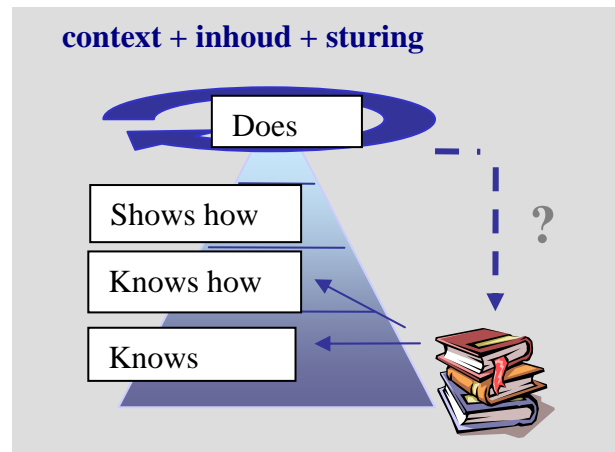 context + inhoud + sturing
Does
Shows how
?
Knows how
Knows